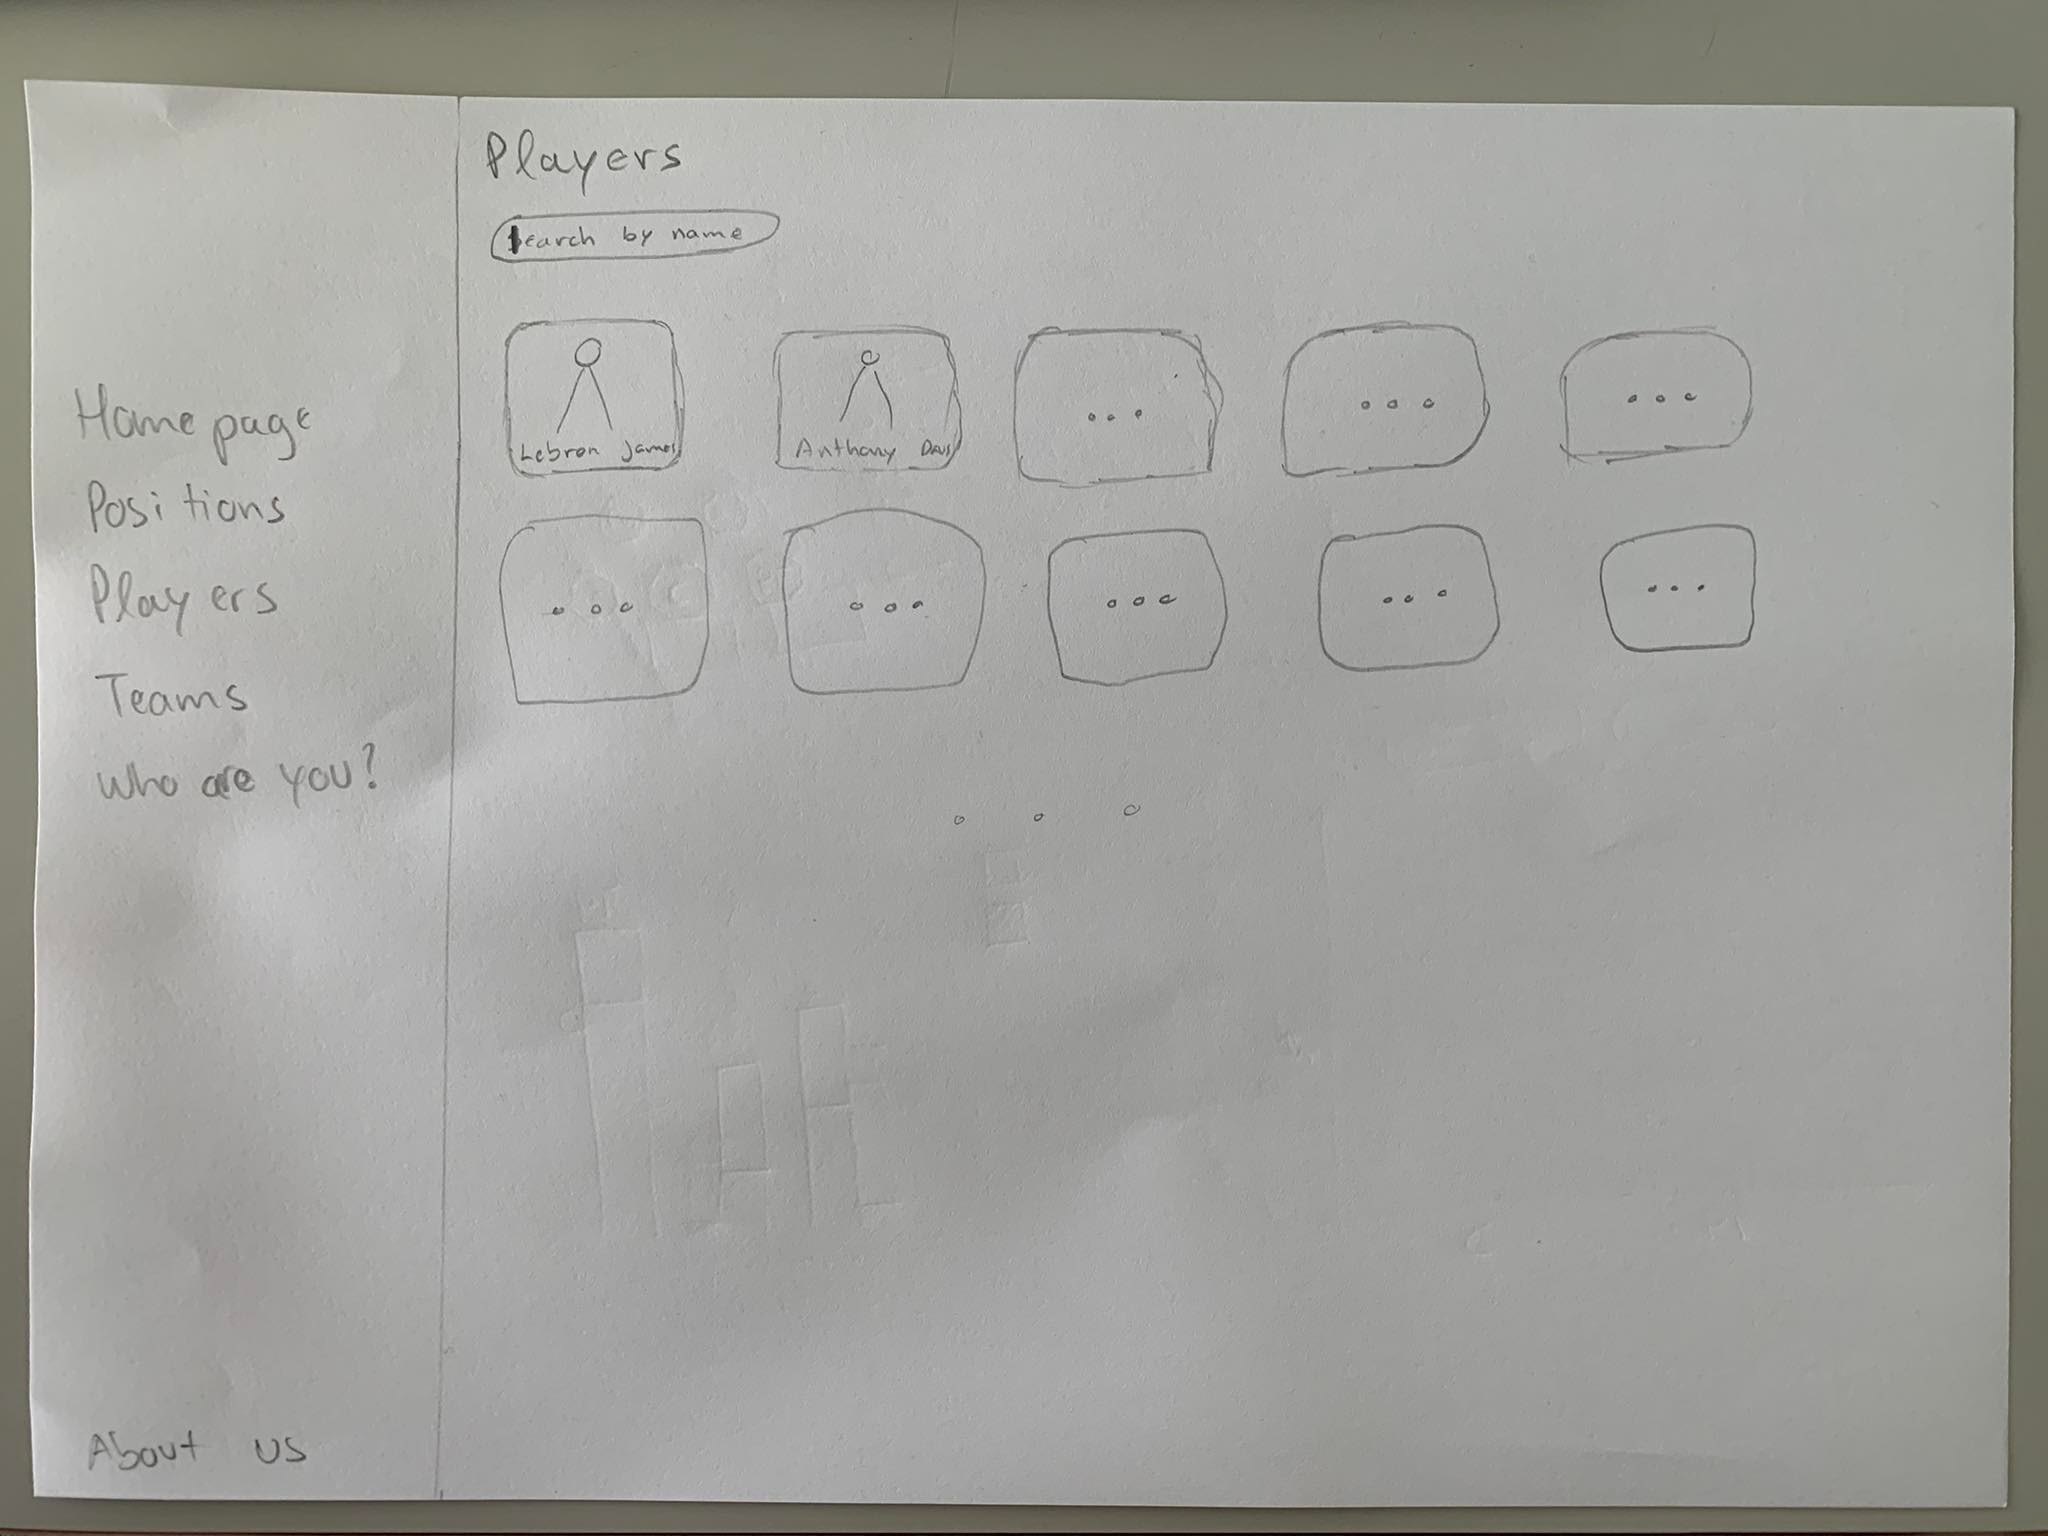 Players
Search by name
Lebron James
Anthony Davis
Homepage
Positions
Players
Teams
Who are you?
About us